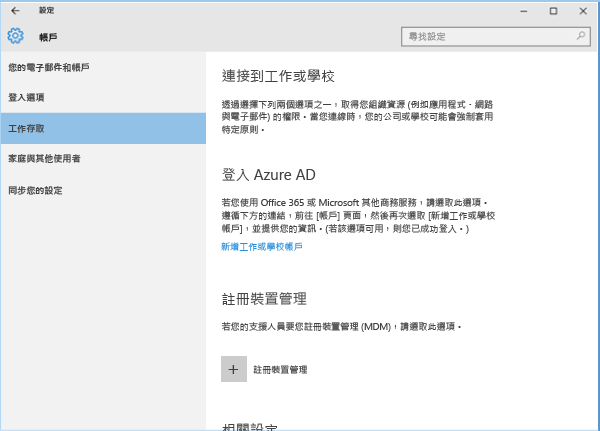 設定
帳戶
尋找設定
您的電子郵件和帳戶
登入選項
工作存取
家庭與其他使用者
同步您的設定
連接到工作或學校
透過選擇下列兩個選項之一，取得您組織資源 (例如應用程式、網路
與電子郵件) 的權限。當您連線時，您的公司或學校可能會強制套用
特定原則。
登入 Azure AD
若您使用 Office 365 或 Microsoft 其他商務服務，請選取此選項。
遵循下方的連結，前往 [帳戶] 頁面，然後再次選取 [新增工作或學校
帳戶]，並提供您的資訊。(若該選項可用，則您已成功登入。)
新增工作或學校帳戶
註冊裝置管理
若您的支援人員要您註冊裝置管理 (MDM)，請選取此選項。
註冊裝置管理
相關設定